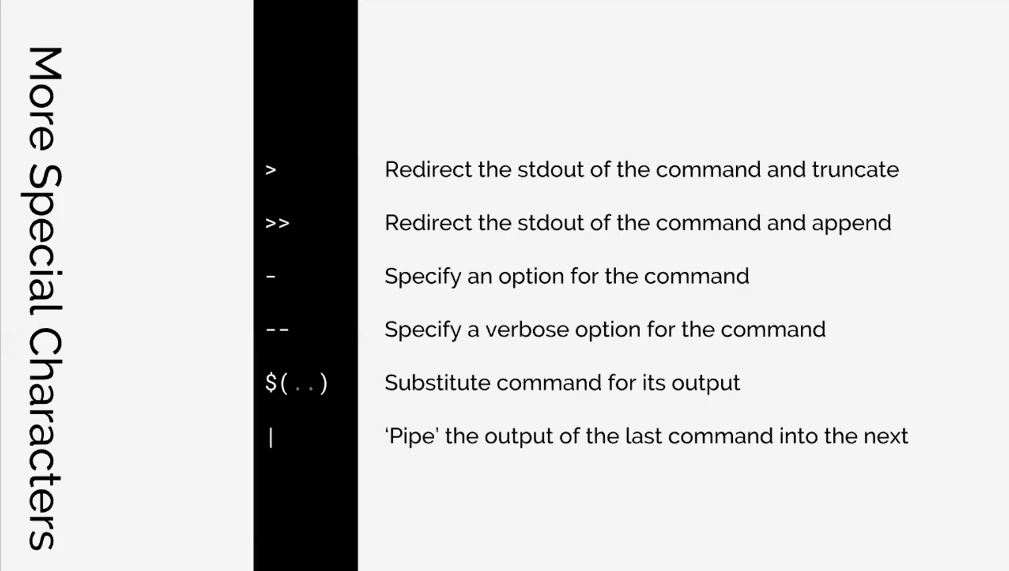 More Special Characters
> Redirect the stdout of the command and truncate
>> Redirect the stdout of the command and append
- Specify an option for the command
-- Specify a verbose option for the command
$(..) Substitute command for its output
| ‘Pipe’ the output of the last command into the next